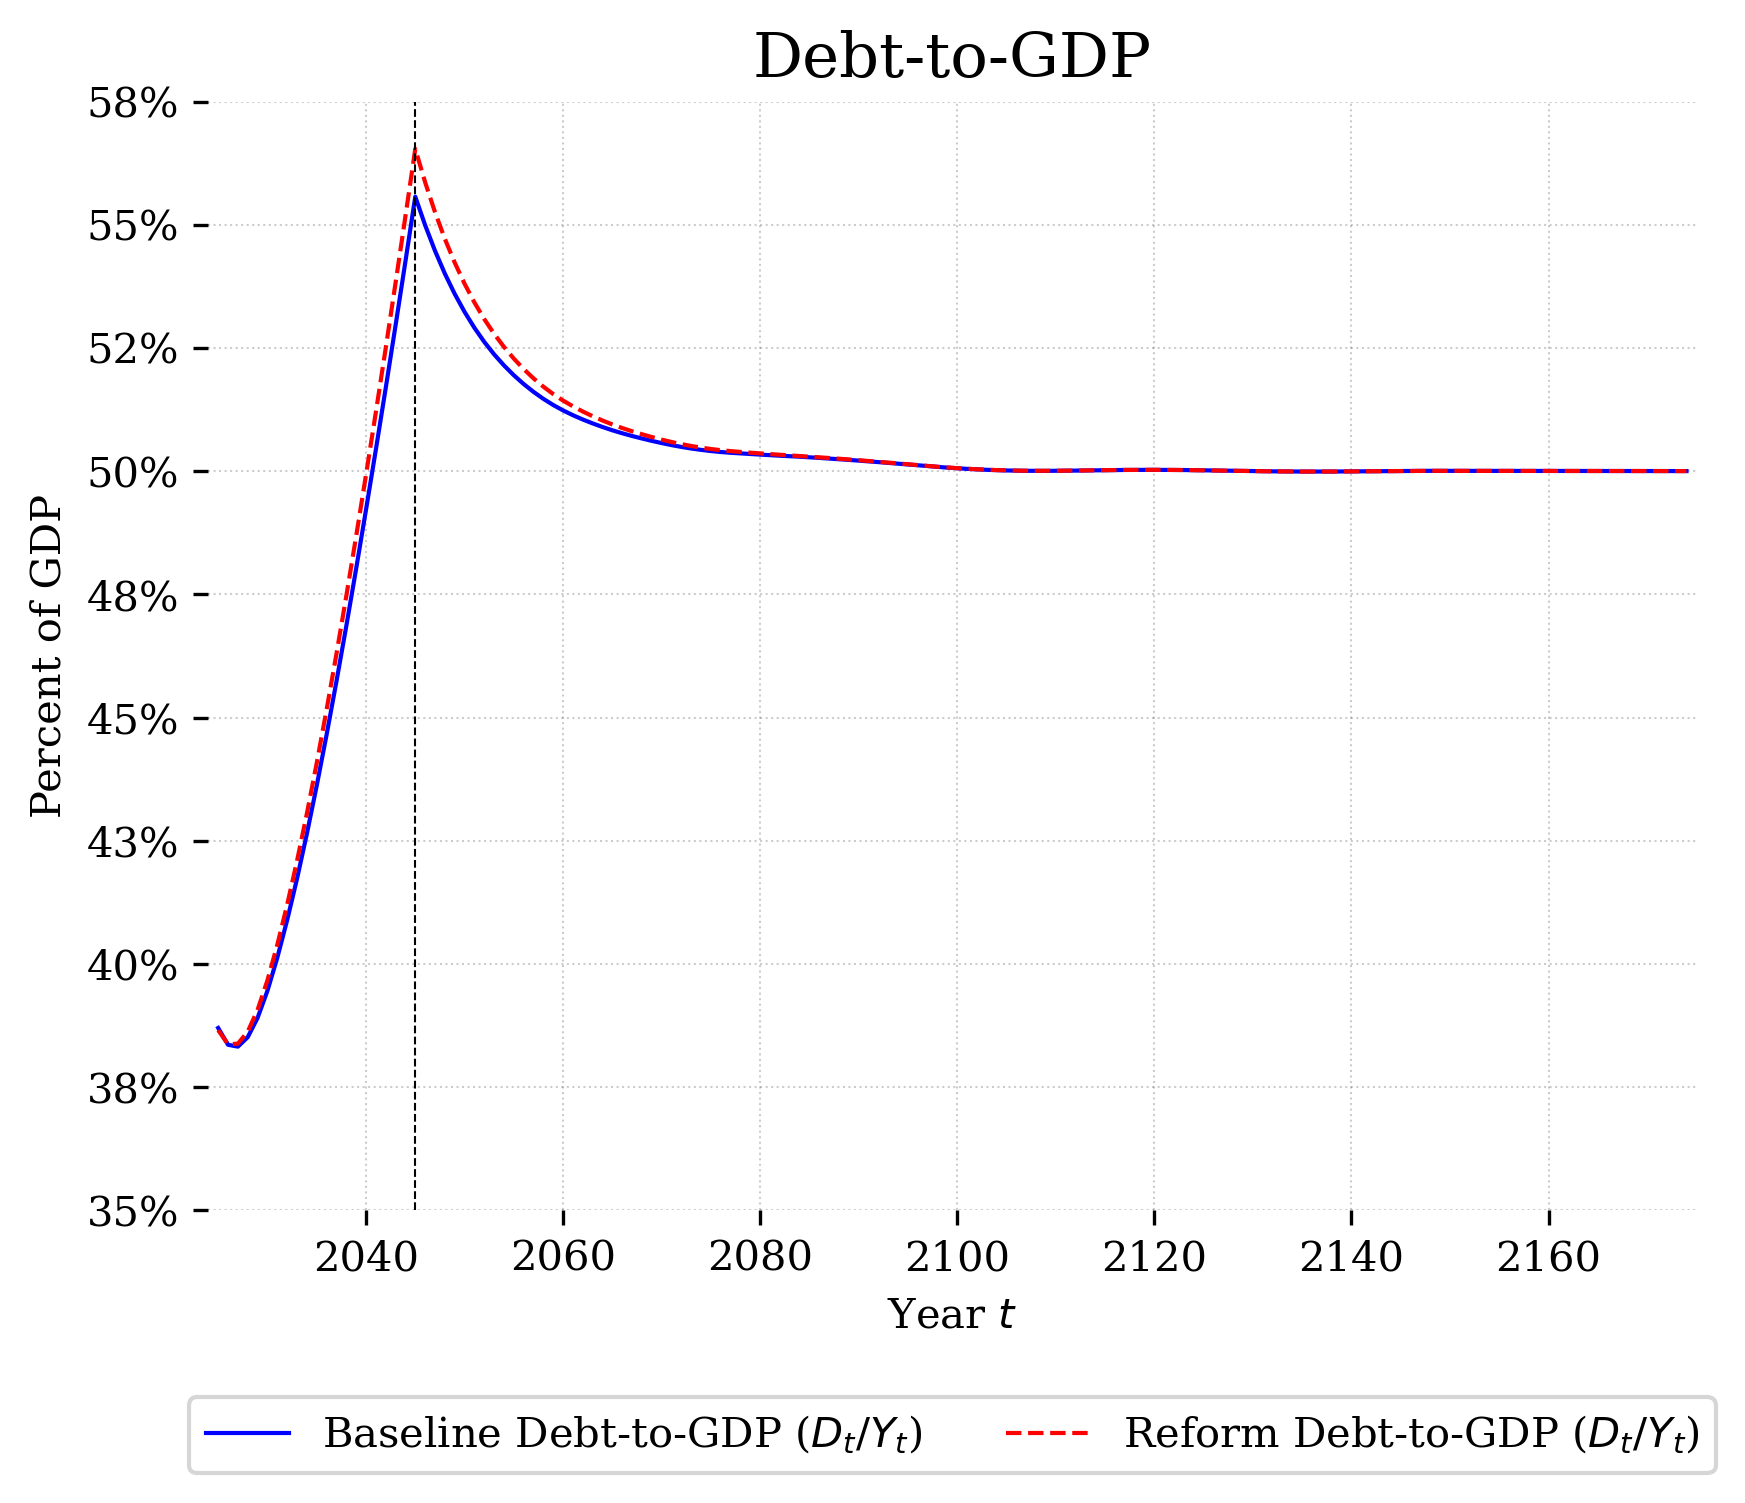 Debt-to-GDP
58%
55%
52%
50%
48%
45%
43%
40%
38%
35%
Percent of GDP
2040 2060 2080 2100 2120 2140 2160
Year t
Baseline Debt-to-GDP (Dₜ/Yₜ) Reform Debt-to-GDP (Dₜ/Yₜ)